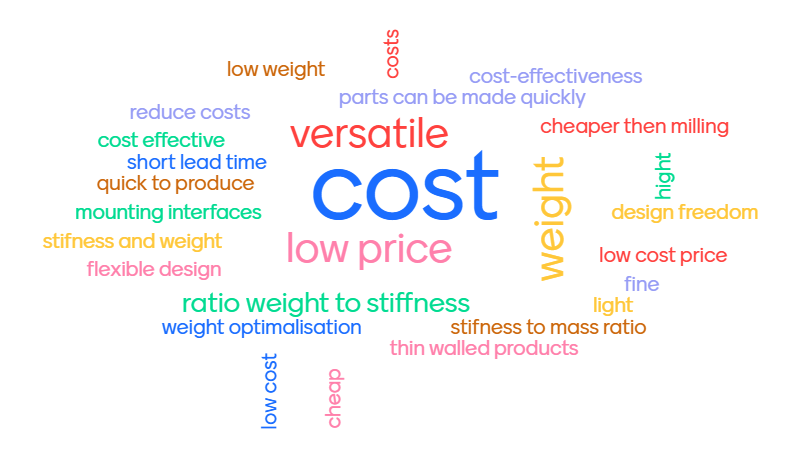 costs
low weight
cost-effectiveness
parts can be made quickly
reduce costs
versatile
cheaper then milling
cost effective
short lead time
cost
weight
hight
quick to produce
mounting interfaces
design freedom
stifness and weight
low price
low cost price
flexible design
fine
ratio weight to stiffness
light
weight optimalisation
stifness to mass ratio
thin walled products
low cost
cheap